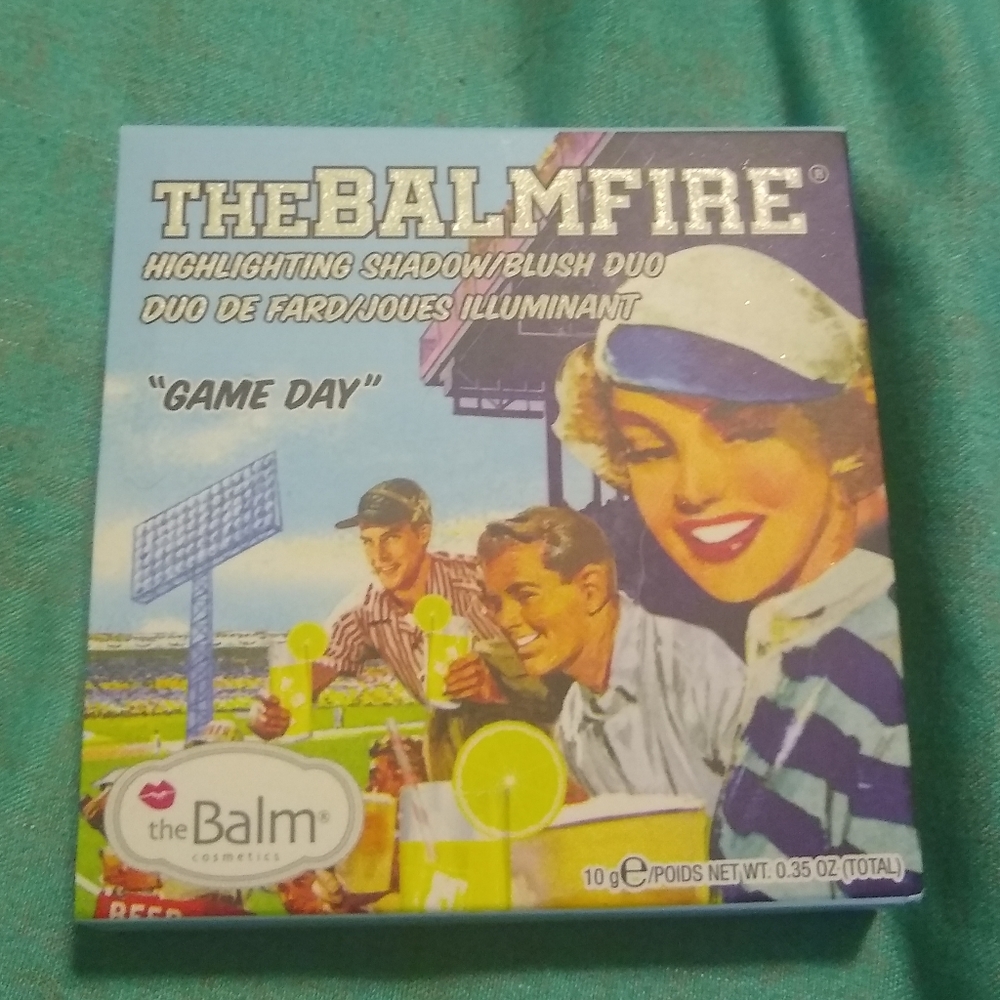 THEBALMFIRE®
HIGHLIGHTING SHADOW/BLUSH DUO
DUO DE FARD/JOUES ILLUMINANT
"GAME DAY"
theBalm®
cosmetics
10 g℮/POIDS NET WT. 0.35 OZ (TOTAL)
BEER